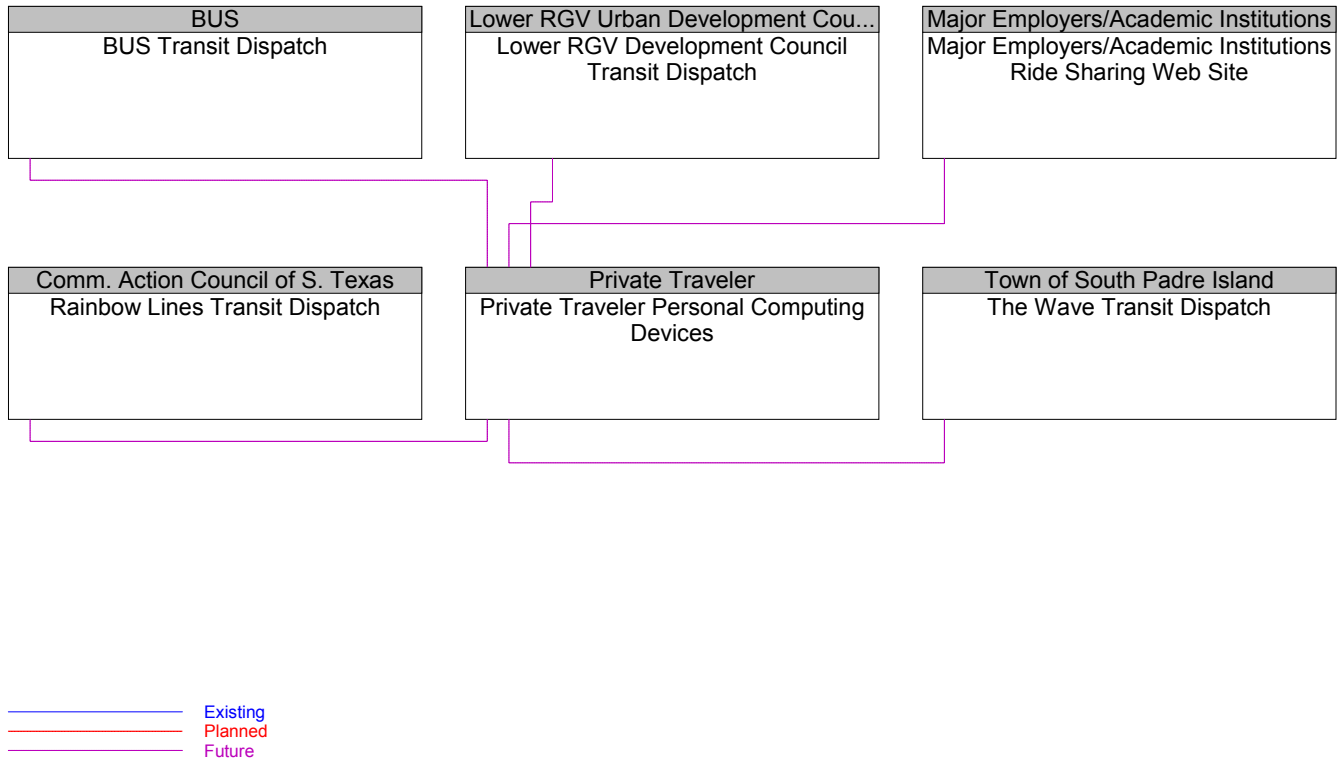 BUS
BUS Transit Dispatch
Lower RGV Urban Development Cou...
Lower RGV Development Council
Transit Dispatch
Major Employers/Academic Institutions
Major Employers/Academic Institutions
Ride Sharing Web Site
Comm. Action Council of S. Texas
Rainbow Lines Transit Dispatch
Private Traveler
Private Traveler Personal Computing
Devices
Town of South Padre Island
The Wave Transit Dispatch
Existing
Planned
Future